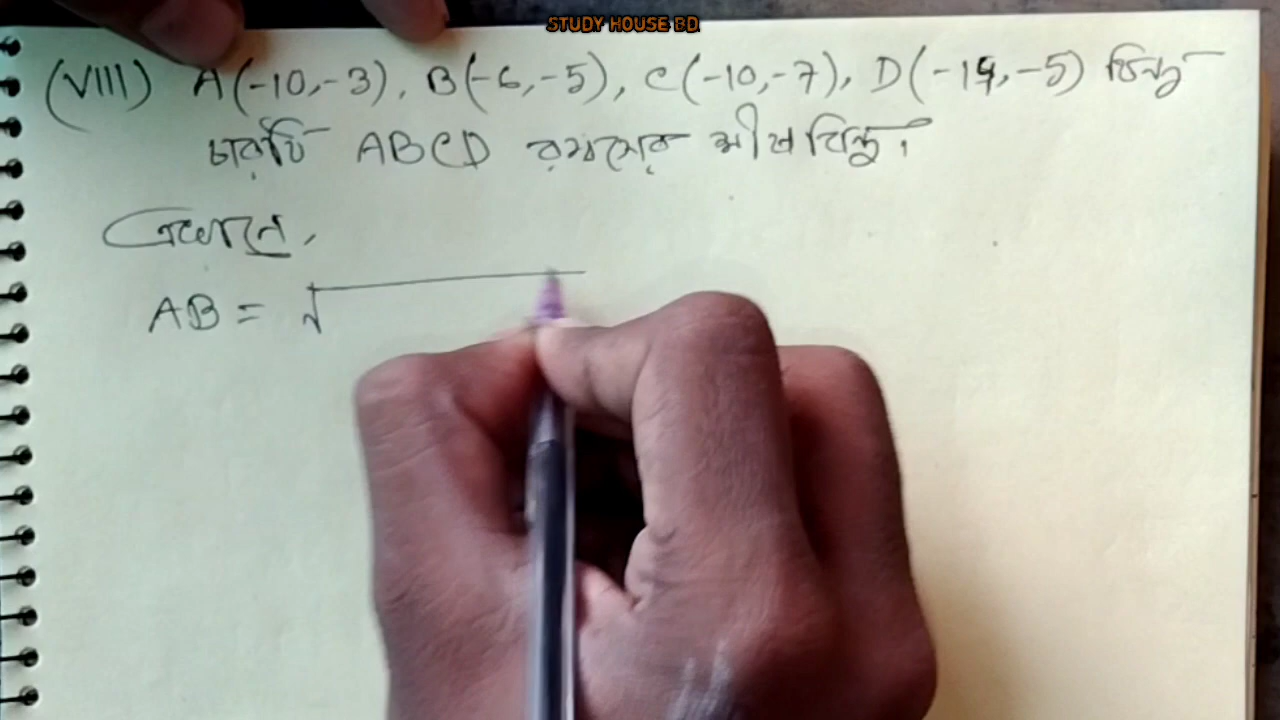 STUDY HOUSE BD
(VIII) A(-10,-3), B(-6,-5), C(-10,-7), D(-14,-5) বিন্দু
চারটি ABCD রম্বসের শীর্ষবিন্দু।
এখানে,
AB = √